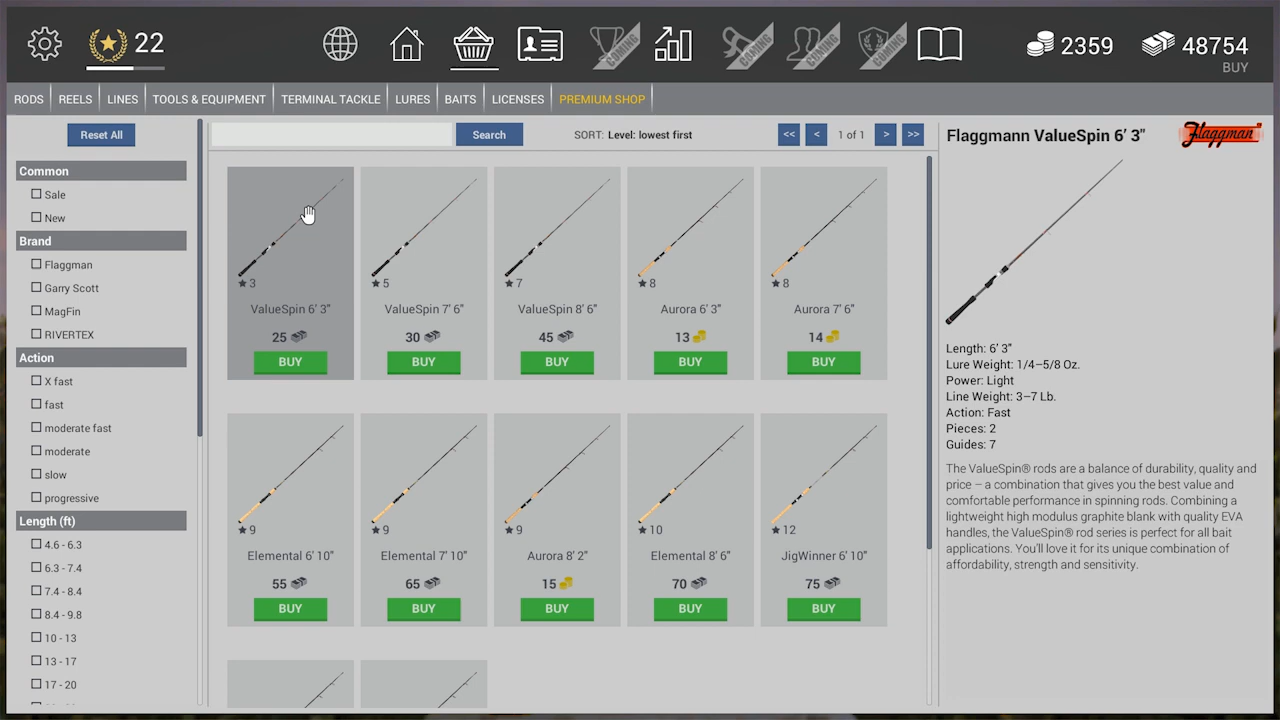 22
COMING
COMING
COMING
COMING
2359
48754
BUY
RODS
REELS
LINES
TOOLS & EQUIPMENT
TERMINAL TACKLE
LURES
BAITS
LICENSES
PREMIUM SHOP
Reset All
Common
Sale
New
Brand
Flaggman
Garry Scott
MagFin
RIVERTEX
Action
X fast
fast
moderate fast
moderate
slow
progressive
Length (ft)
4.6 - 6.3
6.3 - 7.4
7.4 - 8.4
8.4 - 9.8
10 - 13
13 - 17
17 - 20
Search
SORT: Level: lowest first
<<
<
1 of 1
>
>>
3
ValueSpin 6' 3"
25
BUY
5
ValueSpin 7' 6"
30
BUY
7
ValueSpin 8' 6"
45
BUY
8
Aurora 6' 3"
13
BUY
8
Aurora 7' 6"
14
BUY
9
Elemental 6' 10"
55
BUY
9
Elemental 7' 10"
65
BUY
9
Aurora 8' 2"
15
BUY
10
Elemental 8' 6"
70
BUY
12
JigWinner 6' 10"
75
BUY
Flaggmann ValueSpin 6' 3"
Flaggman
Length: 6' 3"
Lure Weight: 1/4–5/8 Oz.
Power: Light
Line Weight: 3–7 Lb.
Action: Fast
Pieces: 2
Guides: 7
The ValueSpin® rods are a balance of durability, quality and
price – a combination that gives you the best value and
comfortable performance in spinning rods. Combining a
lightweight high modulus graphite blank with quality EVA
handles, the ValueSpin® rod series is perfect for all bait
applications. You'll love it for its unique combination of
affordability, strength and sensitivity.